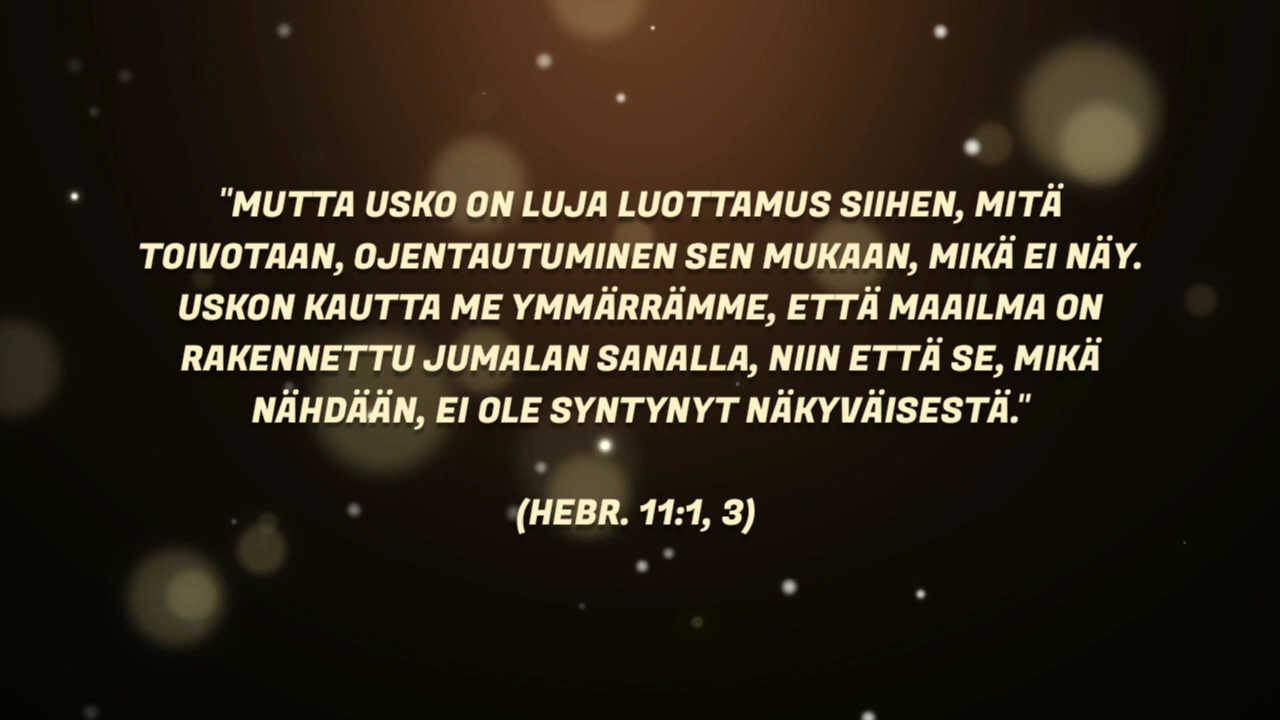 "MUTTA USKO ON LUJA LUOTTAMUS SIIHEN, MITÄ
TOIVOTAAN, OJENTAUTUMINEN SEN MUKAAN, MIKÄ EI NÄY.
USKON KAUTTA ME YMMÄRRÄMME, ETTÄ MAAILMA ON
RAKENNETTU JUMALAN SANALLA, NIIN ETTÄ SE, MIKÄ
NÄHDÄÄN, EI OLE SYNTYNYT NÄKYVÄISESTÄ."
(HEBR. 11:1, 3)